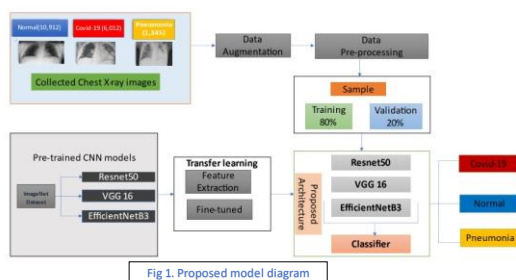 Normal(10,912)
Covid-19 (6,012)
Pneumonia
(1,345)
Collected Chest X-ray images
Data
Augmentation
Data
Pre-processing
Sample
Training
80%
Validation
20%
Pre-trained CNN models
ImageNet
Dataset
Resnet50
VGG 16
EfficientNetB3
Transfer learning
Feature
Extraction
Fine-tuned
Proposed
Architecture
Resnet50
VGG 16
EfficientNetB3
Classifier
Covid-19
Normal
Pneumonia
Fig 1. Proposed model diagram